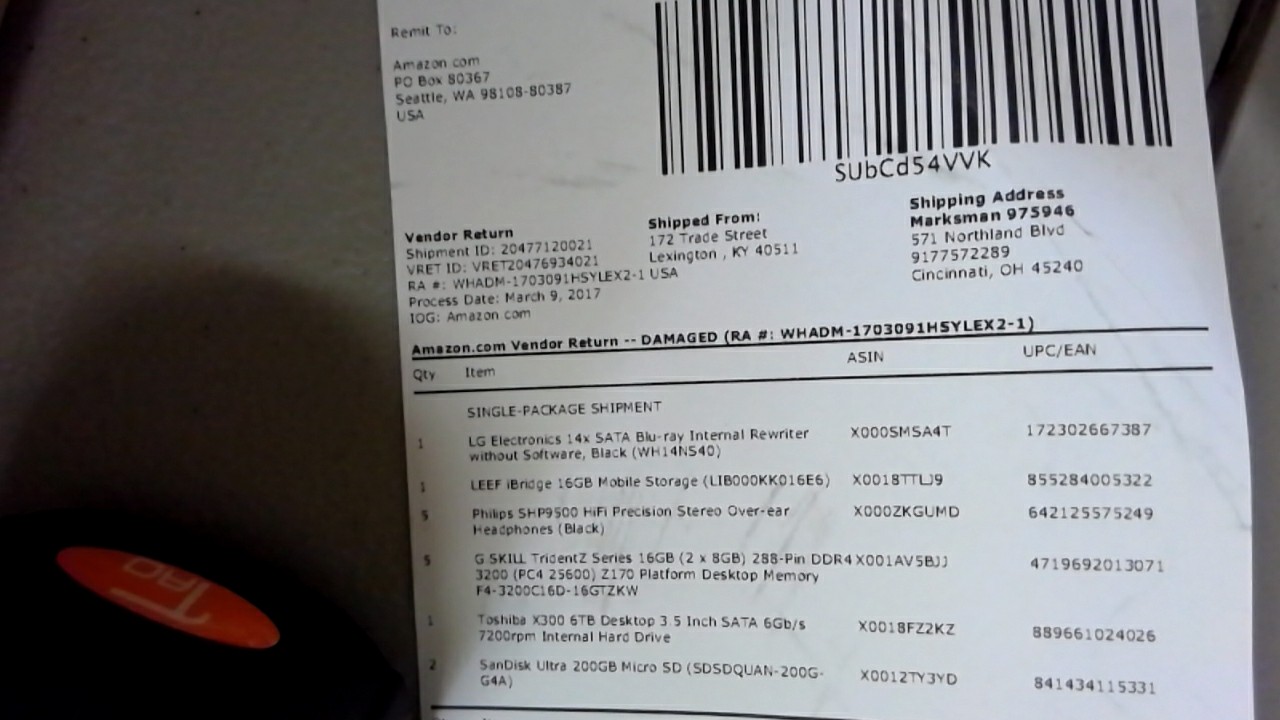 Remit To:
Amazon com
PO Box 80367
Seattle, WA 98108-80387
USA
SUbCd54VVK
Vendor Return
Shipment ID: 20477120021
VRET ID: VRET20476934021
RA #: WHADM-1703091HSYLEX2-1
Process Date: March 9, 2017
IOG: Amazon com
Shipped From:
172 Trade Street
Lexington , KY 40511
USA
Shipping Address
Marksman 975946
571 Northland Blvd
9177572289
Cincinnati, OH 45240
Amazon.com Vendor Return -- DAMAGED (RA #: WHADM-1703091HSYLEX2-1)
Qty Item ASIN UPC/EAN
SINGLE-PACKAGE SHIPMENT
1 LG Electronics 14x SATA Blu-ray Internal Rewriter X000SMSA4T 172302667387
without Software, Black (WH14NS40)
1 LEEF iBridge 16GB Mobile Storage (LIB000KK016E6) X0018TTLJ9 855284005322
5 Philips SHP9500 HiFi Precision Stereo Over-ear X000ZKGUMD 642125575249
Headphones (Black)
5 G SKILL TridentZ Series 16GB (2 x 8GB) 288-Pin DDR4 X001AV5BJJ 4719692013071
3200 (PC4 25600) Z170 Platform Desktop Memory
F4-3200C16D-16GTZKW
1 Toshiba X300 6TB Desktop 3.5 Inch SATA 6Gb/s X0018FZ2KZ 889661024026
7200rpm Internal Hard Drive
2 SanDisk Ultra 200GB Micro SD (SDSDQUAN-200G- X0012TY3YD 841434115331
G4A)
Tag